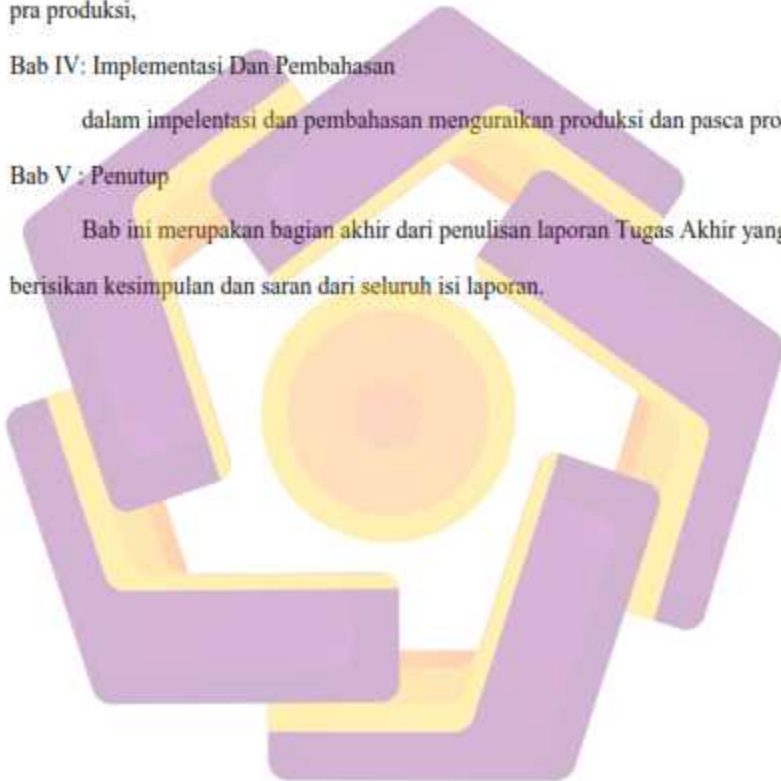 pra produksi,
Bab IV: Implementasi Dan Pembahasan
dalam impelentasi dan pembahasan menguraikan produksi dan pasca pro
Bab V : Penutup
Bab ini merupakan bagian akhir dari penulisan laporan Tugas Akhir yang
berisikan kesimpulan dan saran dari seluruh isi laporan.